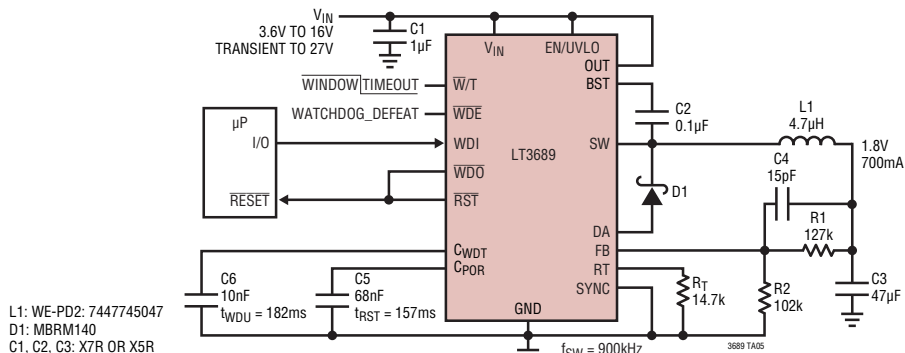 VIN
3.6V TO 16V
TRANSIENT TO 27V
C1
1µF
VIN
EN/UVLO
OUT
BST
WINDOW TIMEOUT
W/T
WATCHDOG_DEFEAT
WDE
C2
0.1µF
L1
4.7µH
µP
I/O
WDI
LT3689
SW
1.8V
700mA
C4
15pF
WDO
D1
RESET
RST
R1
127k
DA
FB
CWDT
CPOR
RT
SYNC
C6
10nF
tWDU = 182ms
C5
68nF
tRST = 157ms
RT
14.7k
R2
102k
C3
47µF
GND
L1: WE-PD2: 7447745047
D1: MBRM140
C1, C2, C3: X7R OR X5R
fSW = 900kHz
3689 TA05